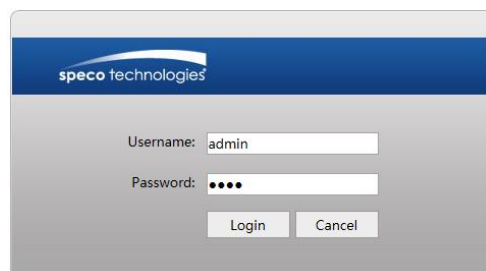 speco technologies
Username: admin
Password: ●●●●
Login Cancel